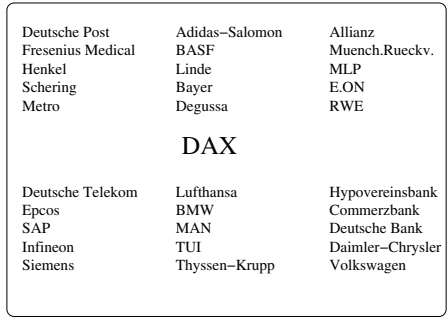 Deutsche Post Adidas−Salomon Allianz
Fresenius Medical BASF Muench.Rueckv.
Henkel Linde MLP
Schering Bayer E.ON
Metro Degussa RWE
DAX
Deutsche Telekom Lufthansa Hypovereinsbank
Epcos BMW Commerzbank
SAP MAN Deutsche Bank
Infineon TUI Daimler−Chrysler
Siemens Thyssen−Krupp Volkswagen